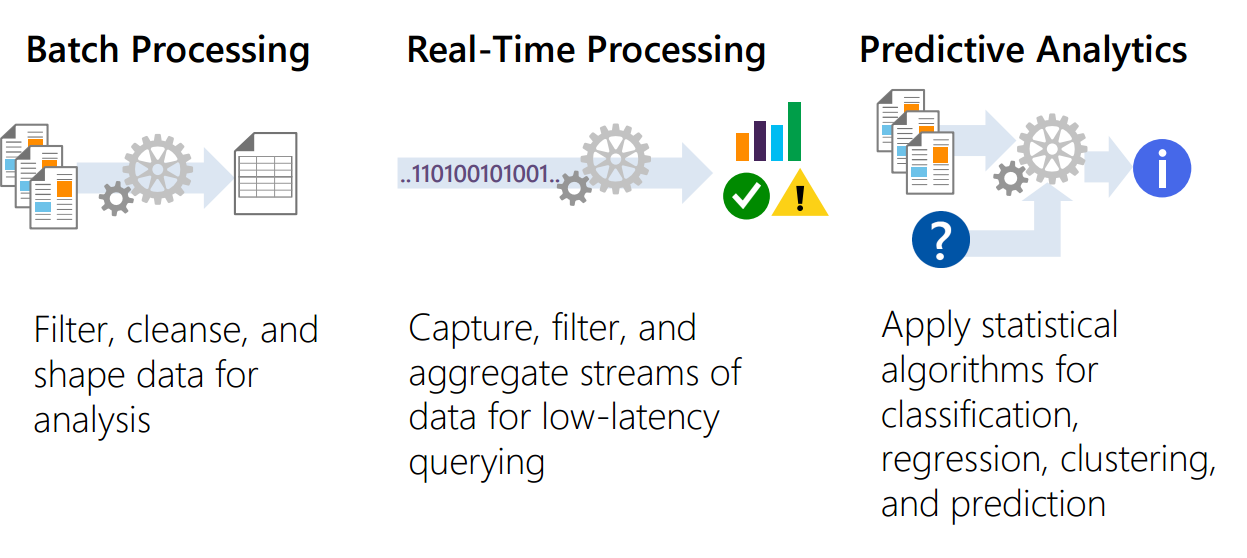 Batch Processing
Real-Time Processing
Predictive Analytics
..110100101001..
?
!
i
Filter, cleanse, and
shape data for
analysis
Capture, filter, and
aggregate streams of
data for low-latency
querying
Apply statistical
algorithms for
classification,
regression, clustering,
and prediction